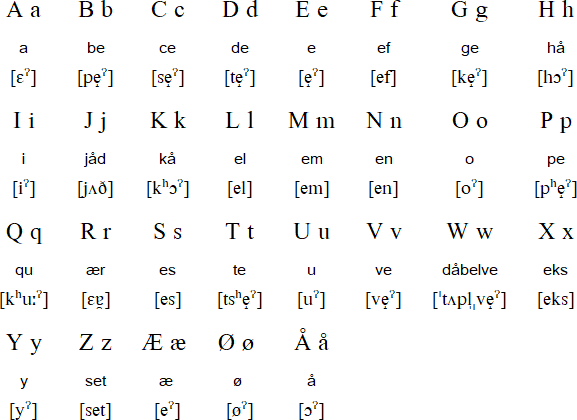 A a B b C c D d E e F f G g H h
a be ce de e ef ge hå
[ɛˀ] [pe̞ˀ] [se̞ˀ] [te̞ˀ] [e̞ˀ] [ef] [ke̞ˀ] [hɔˀ]
I i J j K k L l M m N n O o P p
i jåd kå el em en o pe
[iˀ] [jʌð] [kʰɔˀ] [el] [em] [en] [oˀ] [pʰe̞ˀ]
Q q R r S s T t U u V v W w X x
qu ær es te u ve dåbelve eks
[kʰuːˀ] [ɛɐ̯] [es] [tsʰe̞ˀ] [uˀ] [ve̞ˀ] [ˈtʌpl̩ˌve̞ˀ] [eks]
Y y Z z Æ æ Ø ø Å å
y set æ ø å
[yˀ] [set] [eˀ] [øˀ] [ɔˀ]